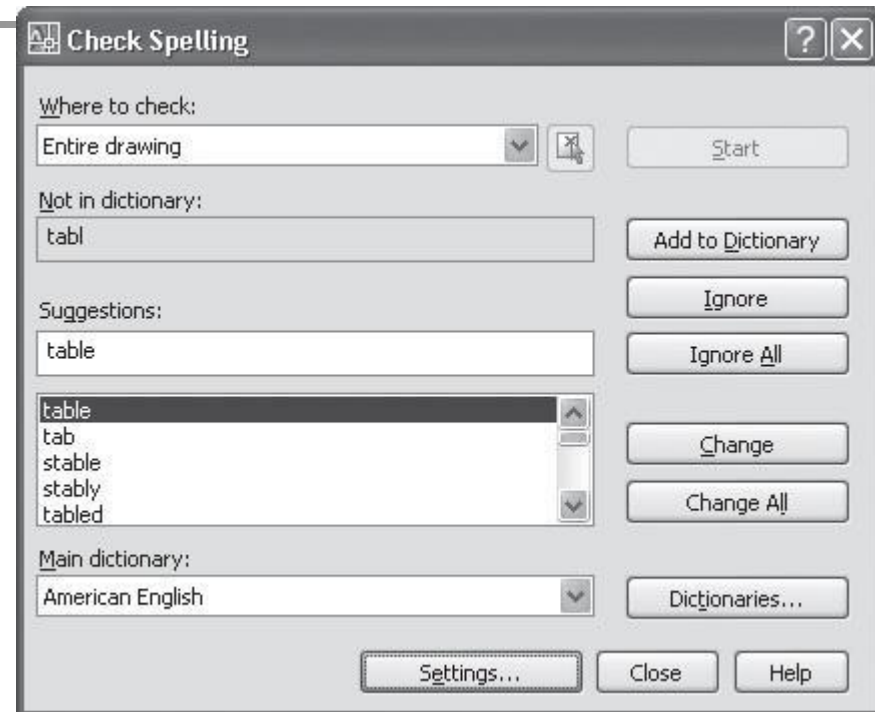 Check Spelling
Where to check:
Entire drawing
Start
Not in dictionary:
tabl
Add to Dictionary
Ignore
Suggestions:
table
Ignore All
table
tab
stable
stably
tabled
Change
Change All
Main dictionary:
American English
Dictionaries...
Settings...
Close
Help